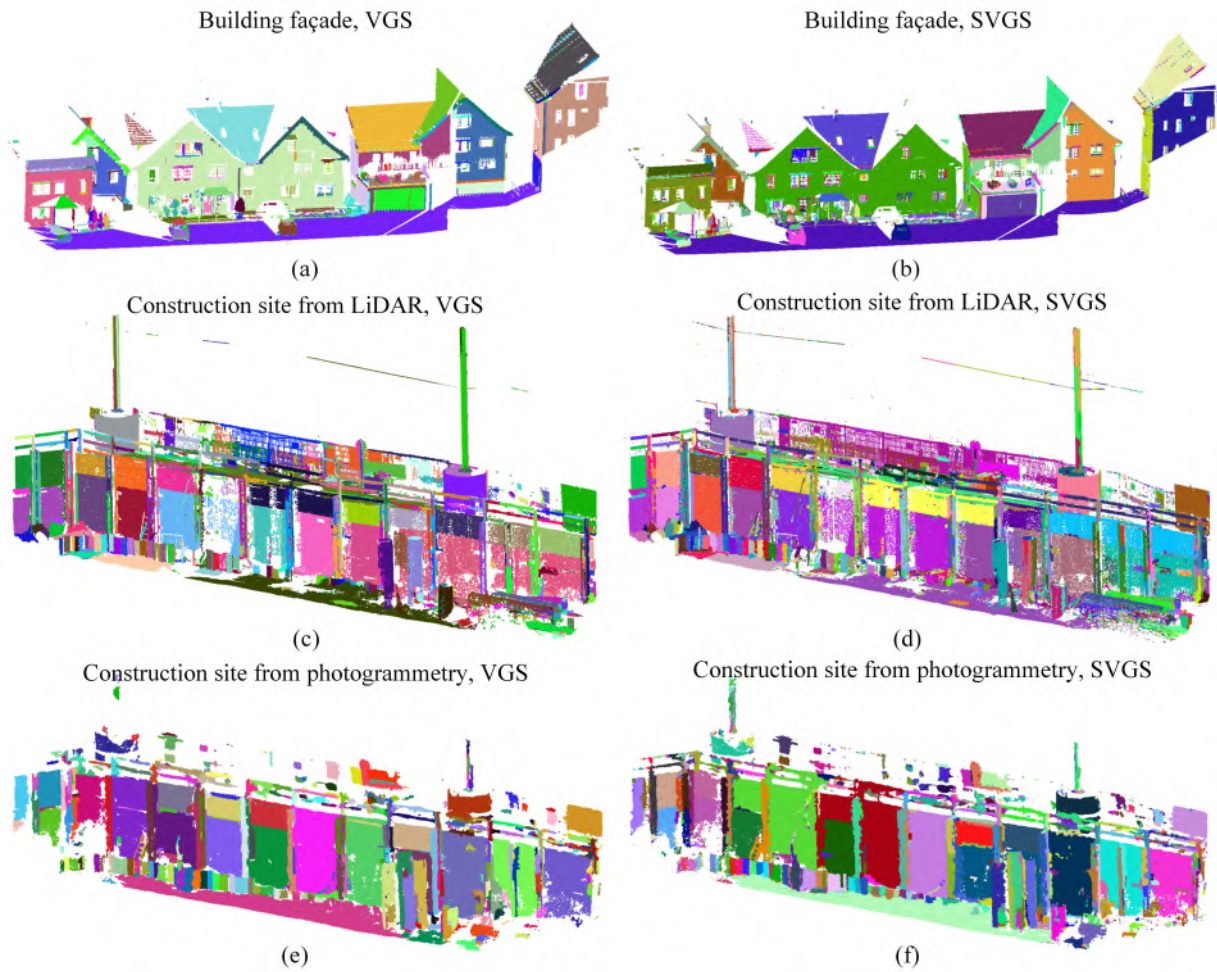 Building façade, VGS
Building façade, SVGS
(a)
(b)
Construction site from LiDAR, VGS
Construction site from LiDAR, SVGS
(c)
(d)
Construction site from photogrammetry, VGS
Construction site from photogrammetry, SVGS
(e)
(f)